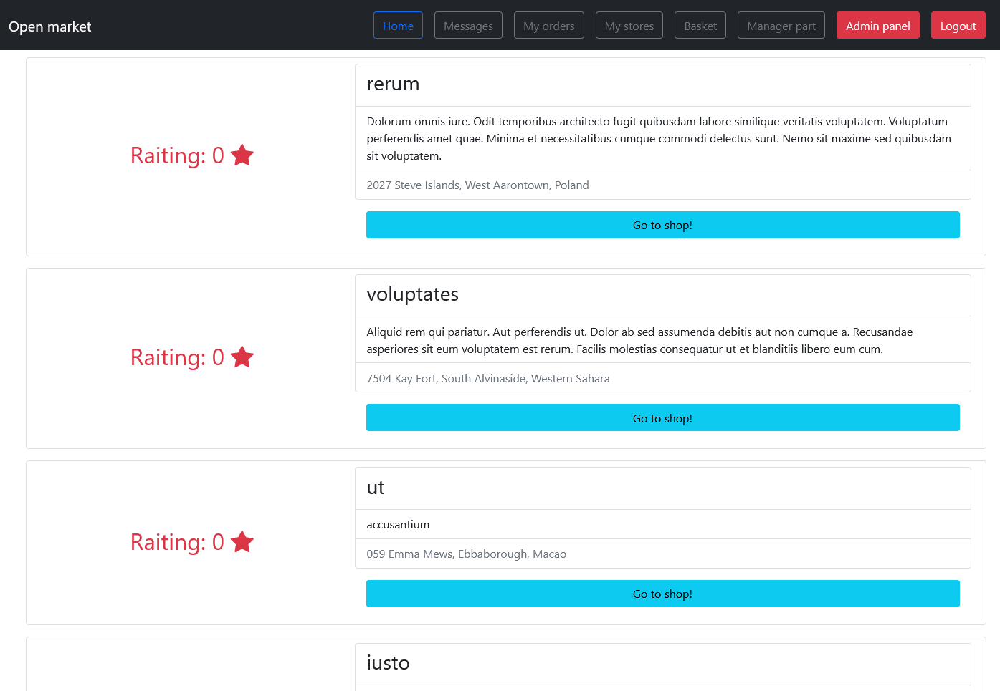 Open market
Home
Messages
My orders
My stores
Basket
Manager part
Admin panel
Logout
Raiting: 0
rerum
Dolorum omnis iure. Odit temporibus architecto fugit quibusdam labore similique veritatis voluptatem. Voluptatum
perferendis amet quae. Minima et necessitatibus cumque commodi delectus sunt. Nemo sit maxime sed quibusdam
sit voluptatem.
2027 Steve Islands, West Aarontown, Poland
Go to shop!
Raiting: 0
voluptates
Aliquid rem qui pariatur. Aut perferendis ut. Dolor ab sed assumenda debitis aut non cumque a. Recusandae
asperiores sit eum voluptatem est rerum. Facilis molestias consequatur ut et blanditiis libero eum cum.
7504 Kay Fort, South Alvinaside, Western Sahara
Go to shop!
Raiting: 0
ut
accusantium
059 Emma Mews, Ebbaborough, Macao
Go to shop!
iusto